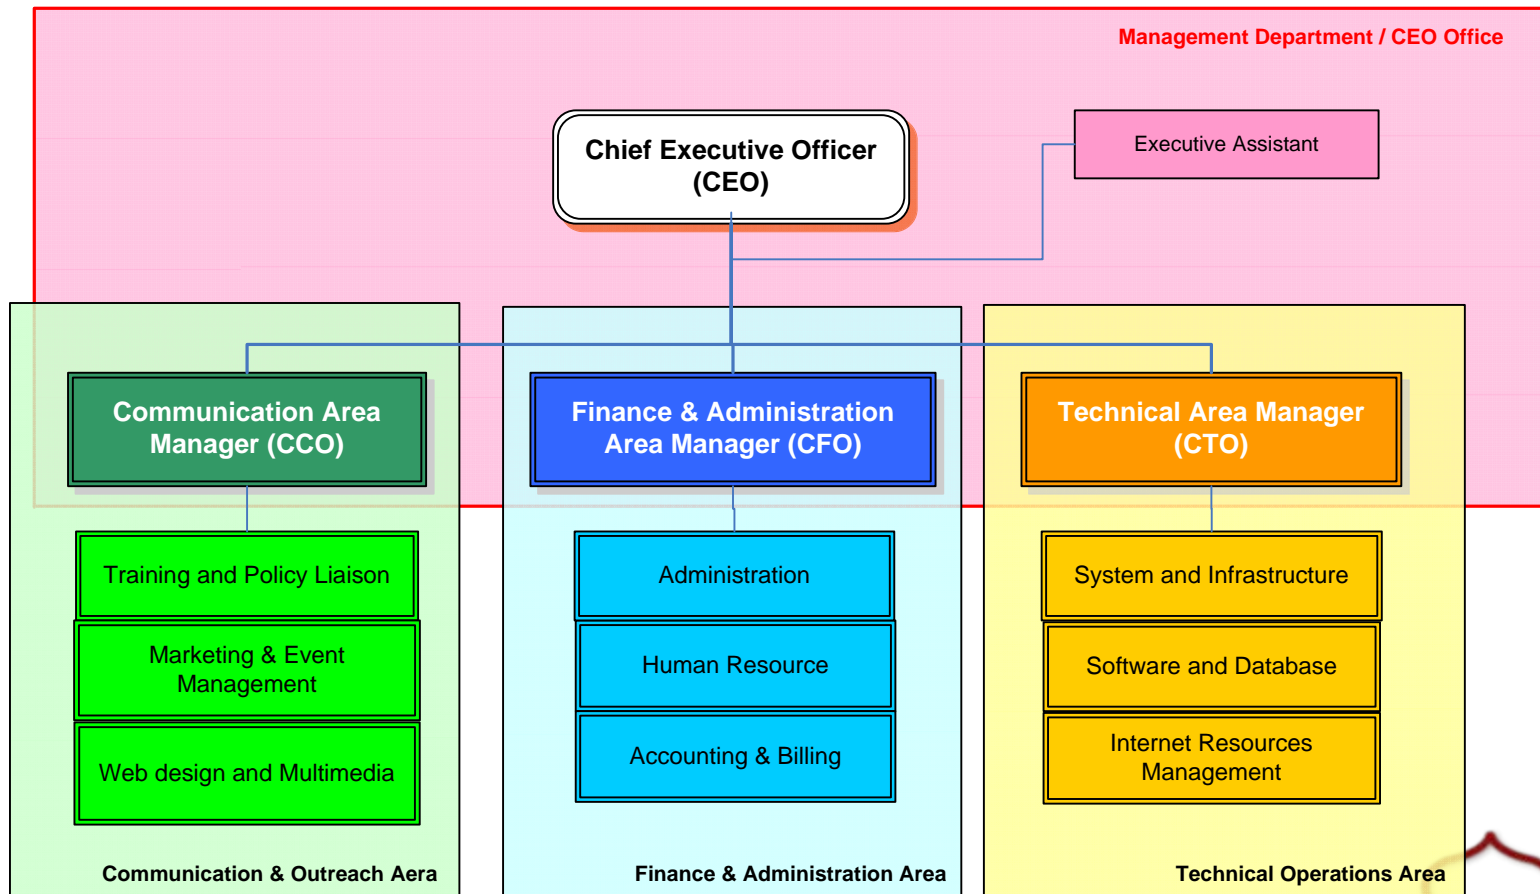 Management Department / CEO Office
Chief Executive Officer
(CEO)
Executive Assistant
Communication Area
Manager (CCO)
Finance & Administration
Area Manager (CFO)
Technical Area Manager
(CTO)
Training and Policy Liaison
Marketing & Event
Management
Web design and Multimedia
Administration
Human Resource
Accounting & Billing
System and Infrastructure
Software and Database
Internet Resources
Management
Communication & Outreach Aera
Finance & Administration Area
Technical Operations Area